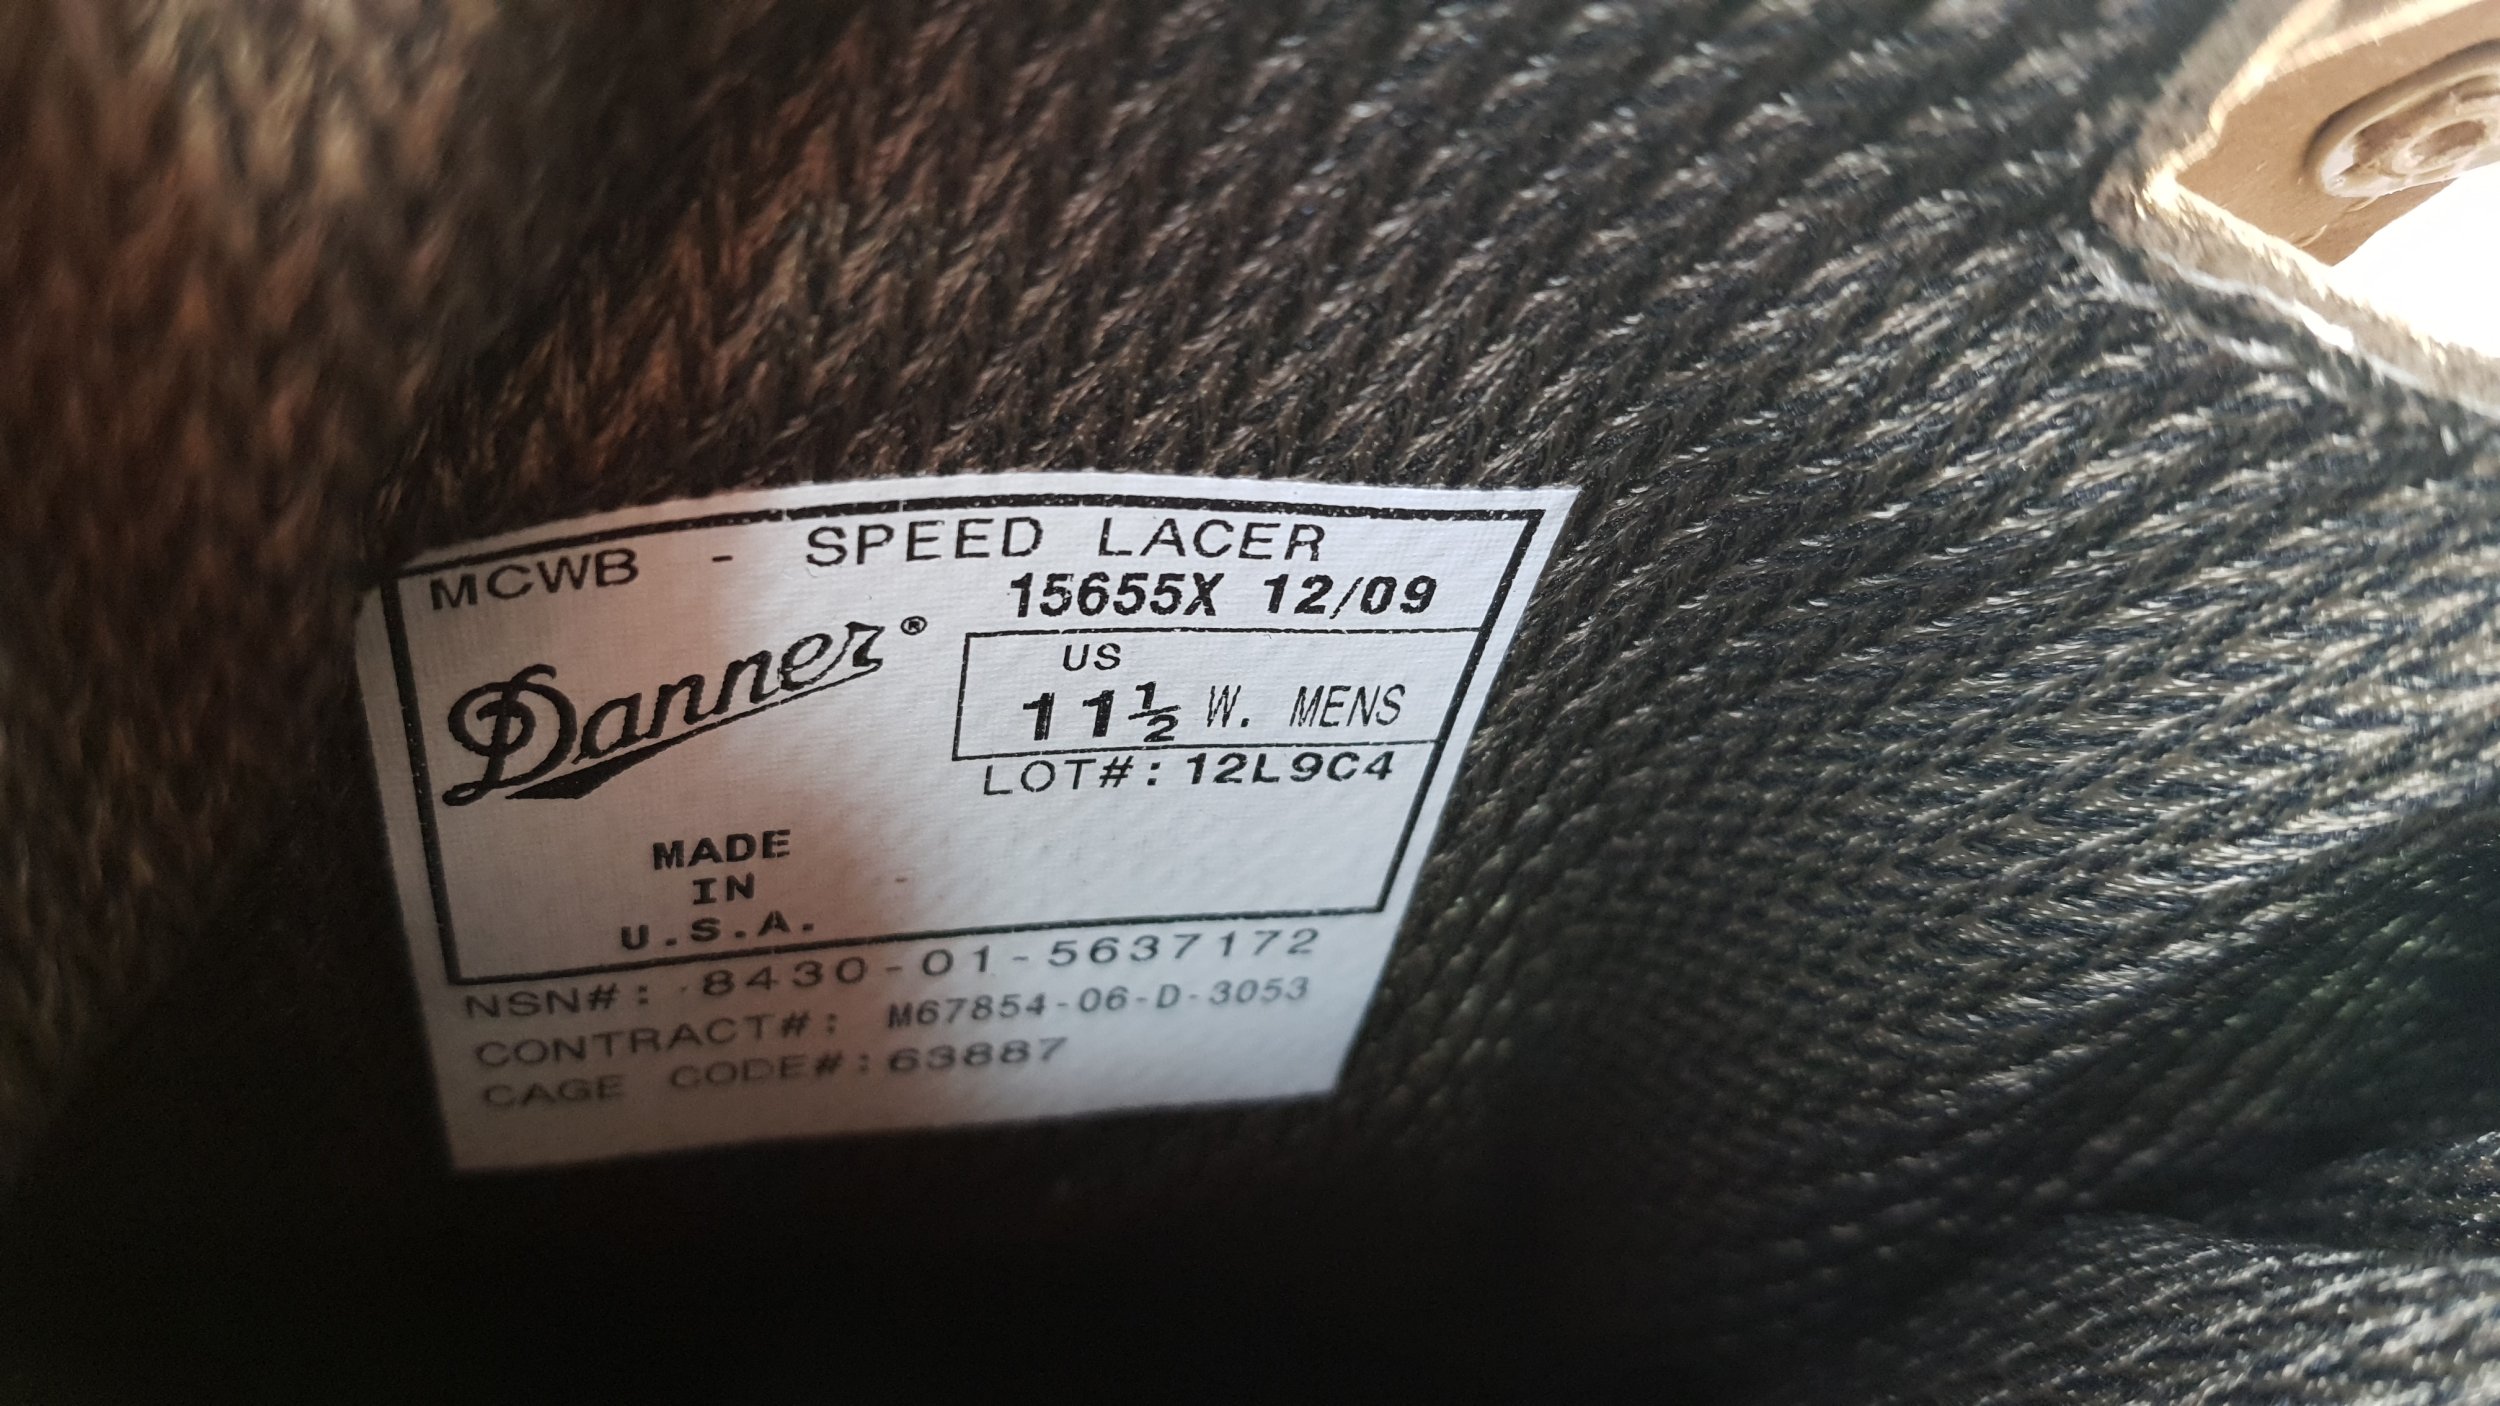 MCWB - SPEED LACER
15655X 12/09
Danner®
US
11½ W. MENS
LOT#: 12L9C4
MADE
IN
U.S.A.
NSN#: 8430-01-5637172
CONTRACT#: M67854-06-D-3053
CAGE CODE#: 63887